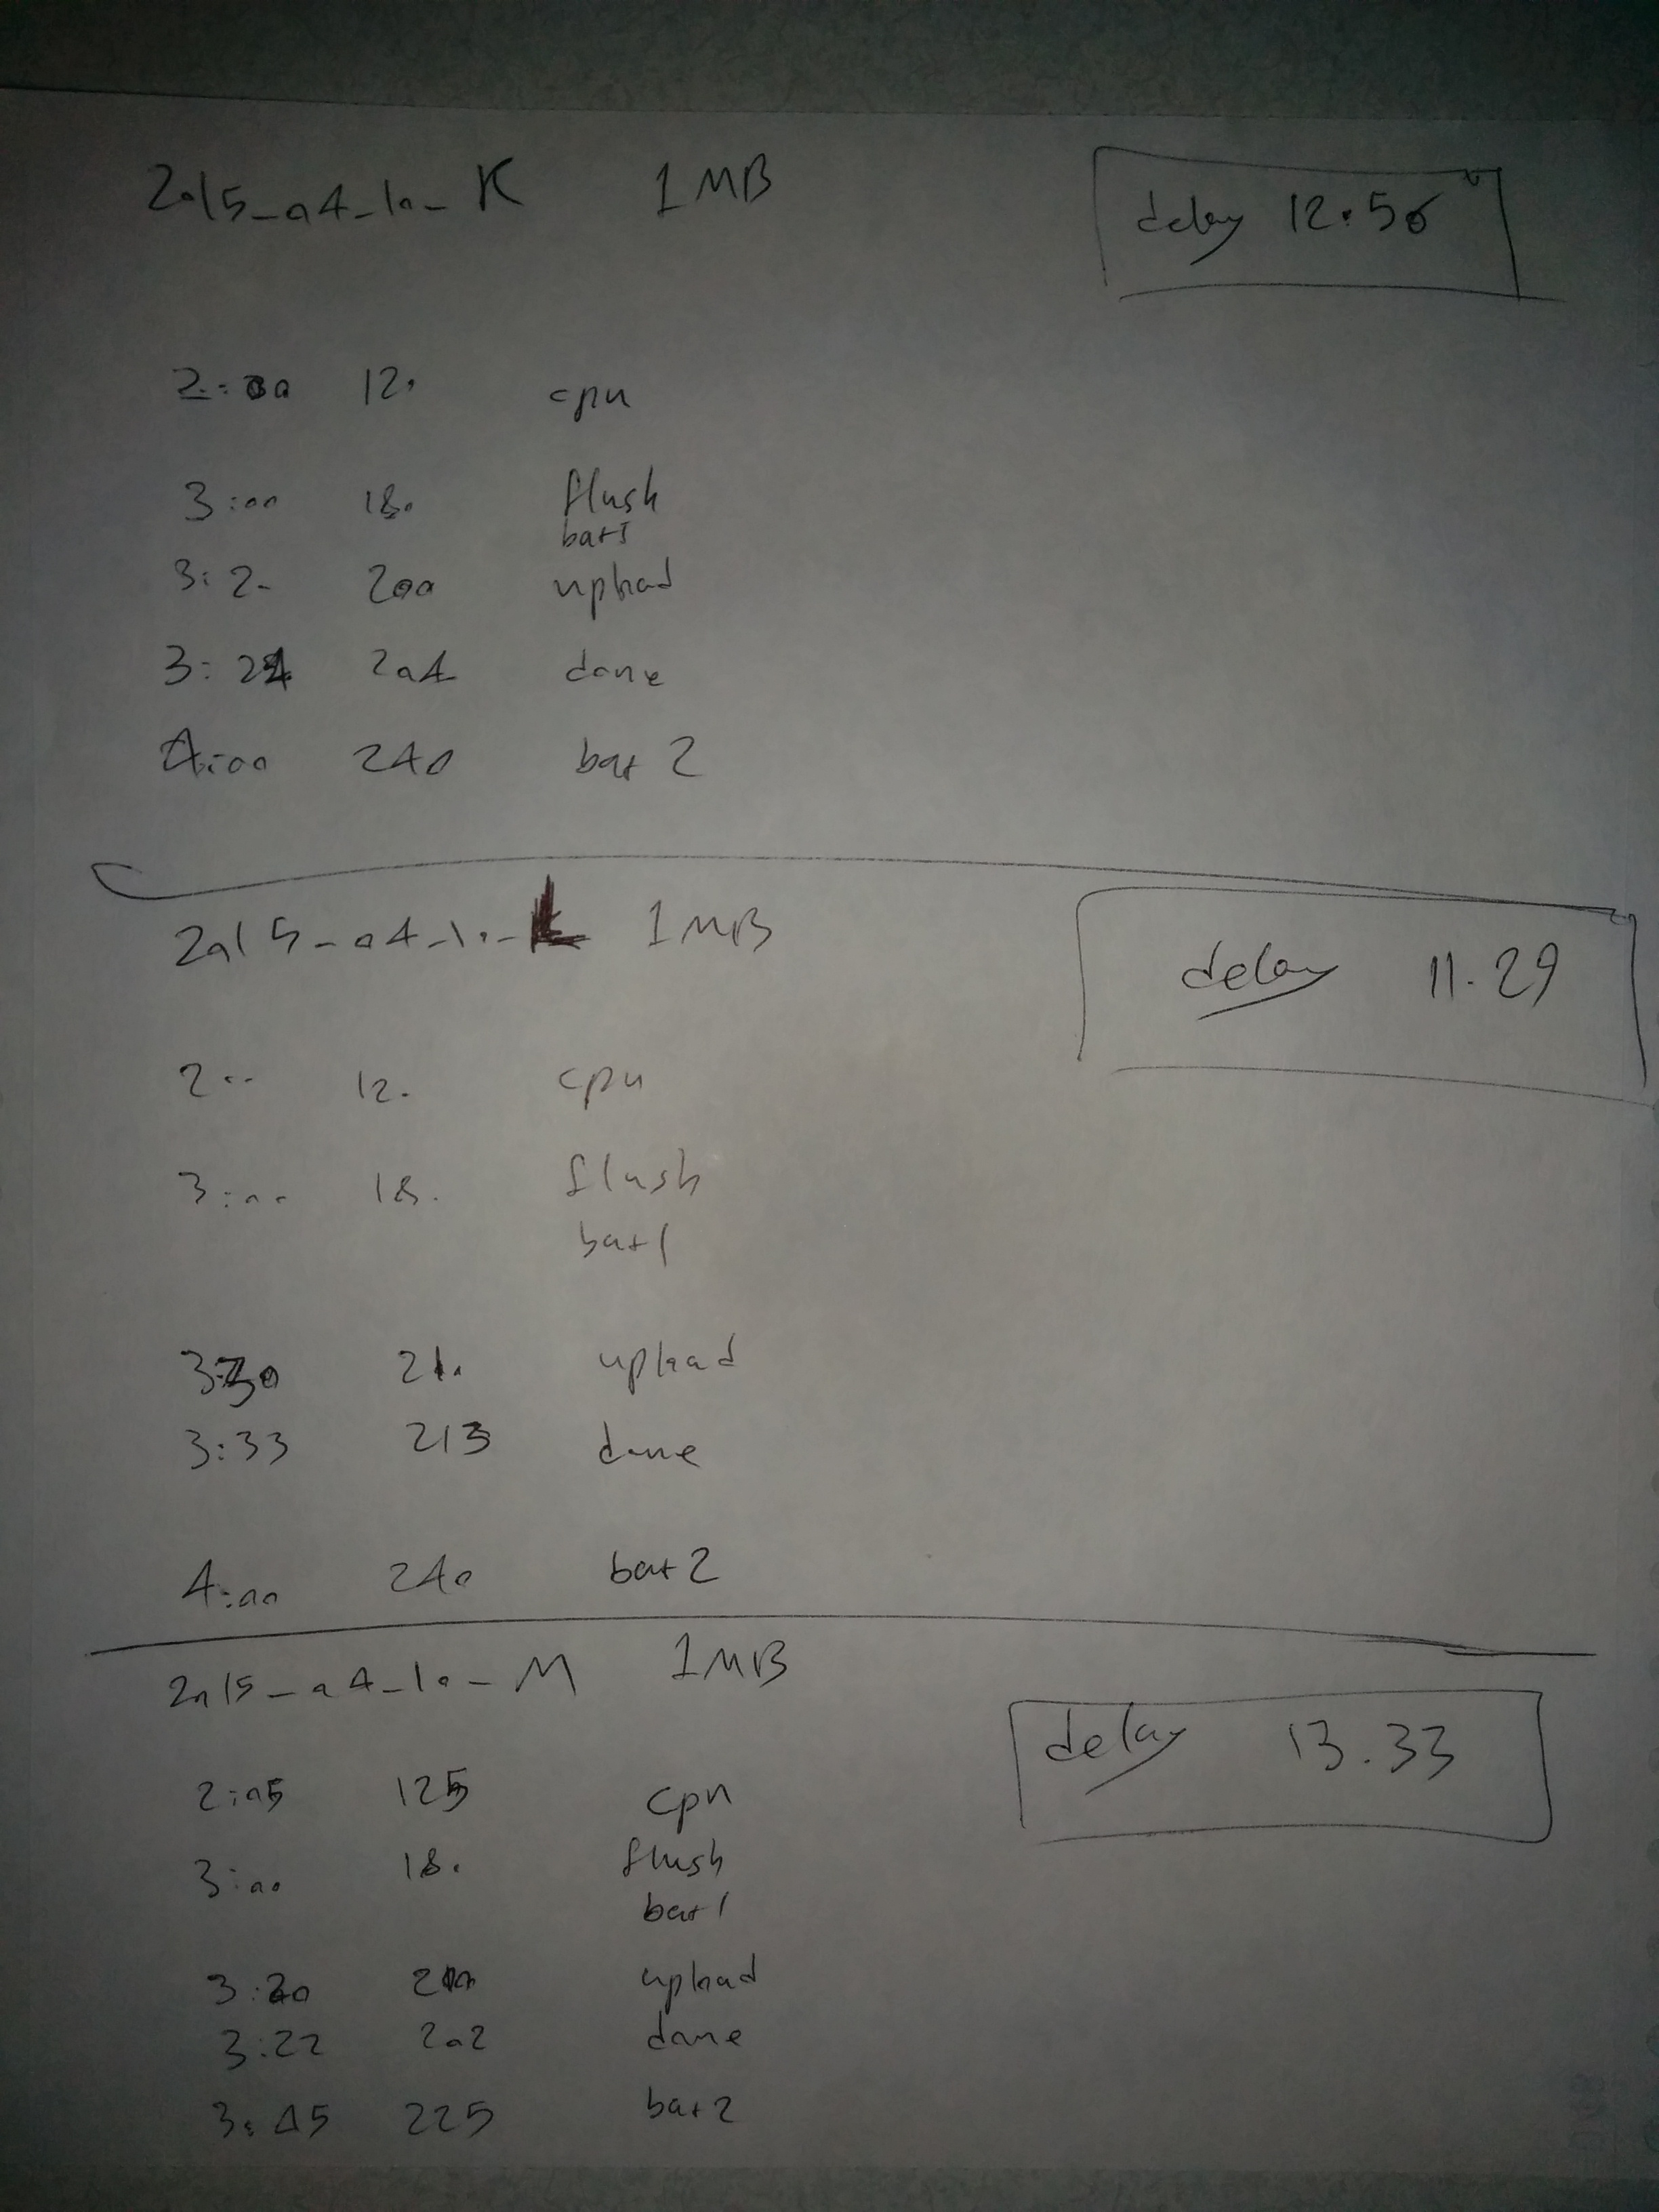 2015_04_10_K 1MB delay 12.56
2:00 120 cpu
3:00 180 flush
bat1
3:20 200 upload
3:24 204 done
4:00 240 bat 2
2015_04_10_L 1MB delay 11.29
2:00 120 cpu
3:00 180 flush
bat1
3:30 210 upload
3:33 213 done
4:00 240 bat2
2015_04_10_M 1MB delay 13.33
2:05 125 cpu
3:00 180 flush
bat1
3:20 200 upload
3:22 202 done
3:45 225 bat2